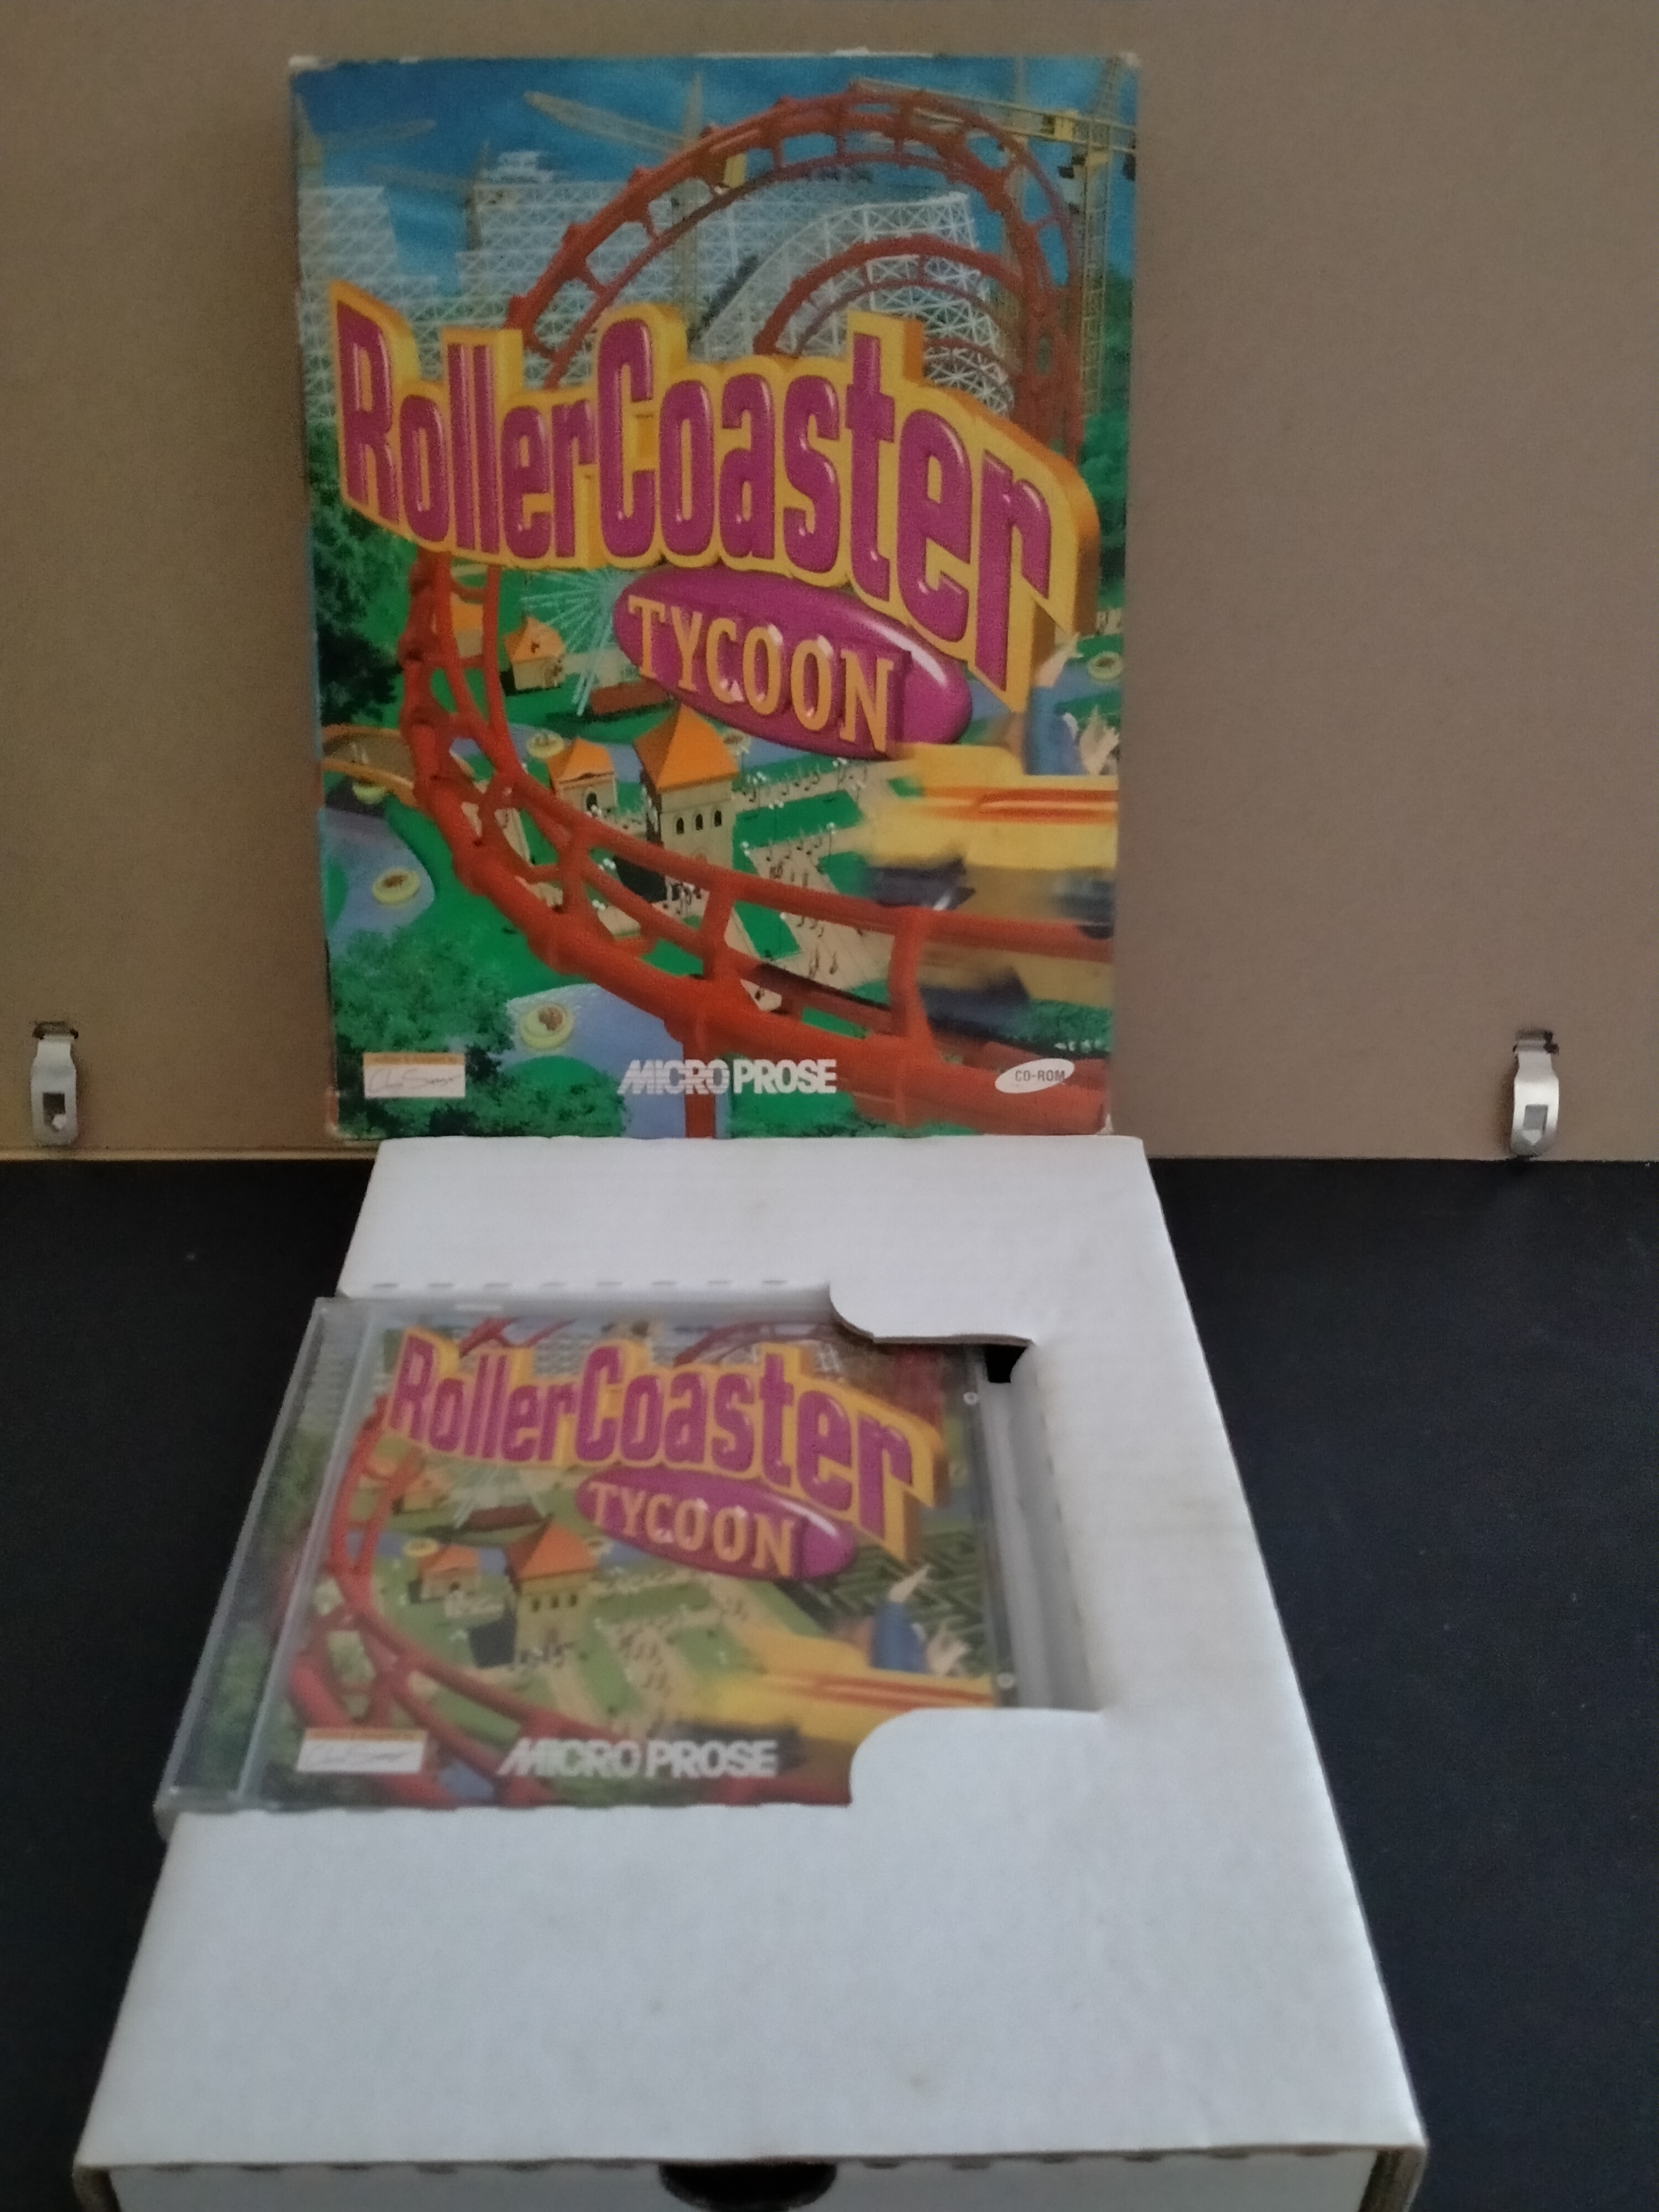 RollerCoaster
TYCOON
MICROPROSE
CD-ROM
RollerCoaster
TYCOON
MICROPROSE